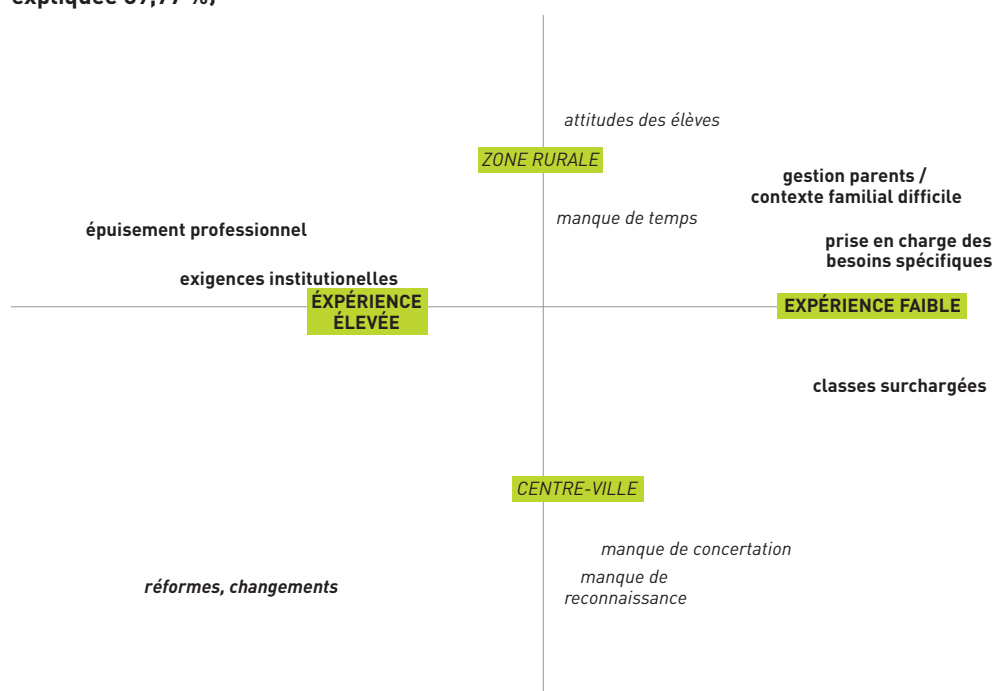 attitudes des élèves
ZONE RURALE
gestion parents /
contexte familial difficile
manque de temps
épuisement professionnel
prise en charge des
besoins spécifiques
exigences institutionelles
ÉXPÉRIENCE
ÉLEVÉE
EXPÉRIENCE FAIBLE
classes surchargées
CENTRE-VILLE
manque de concertation
manque de
reconnaissance
réformes, changements